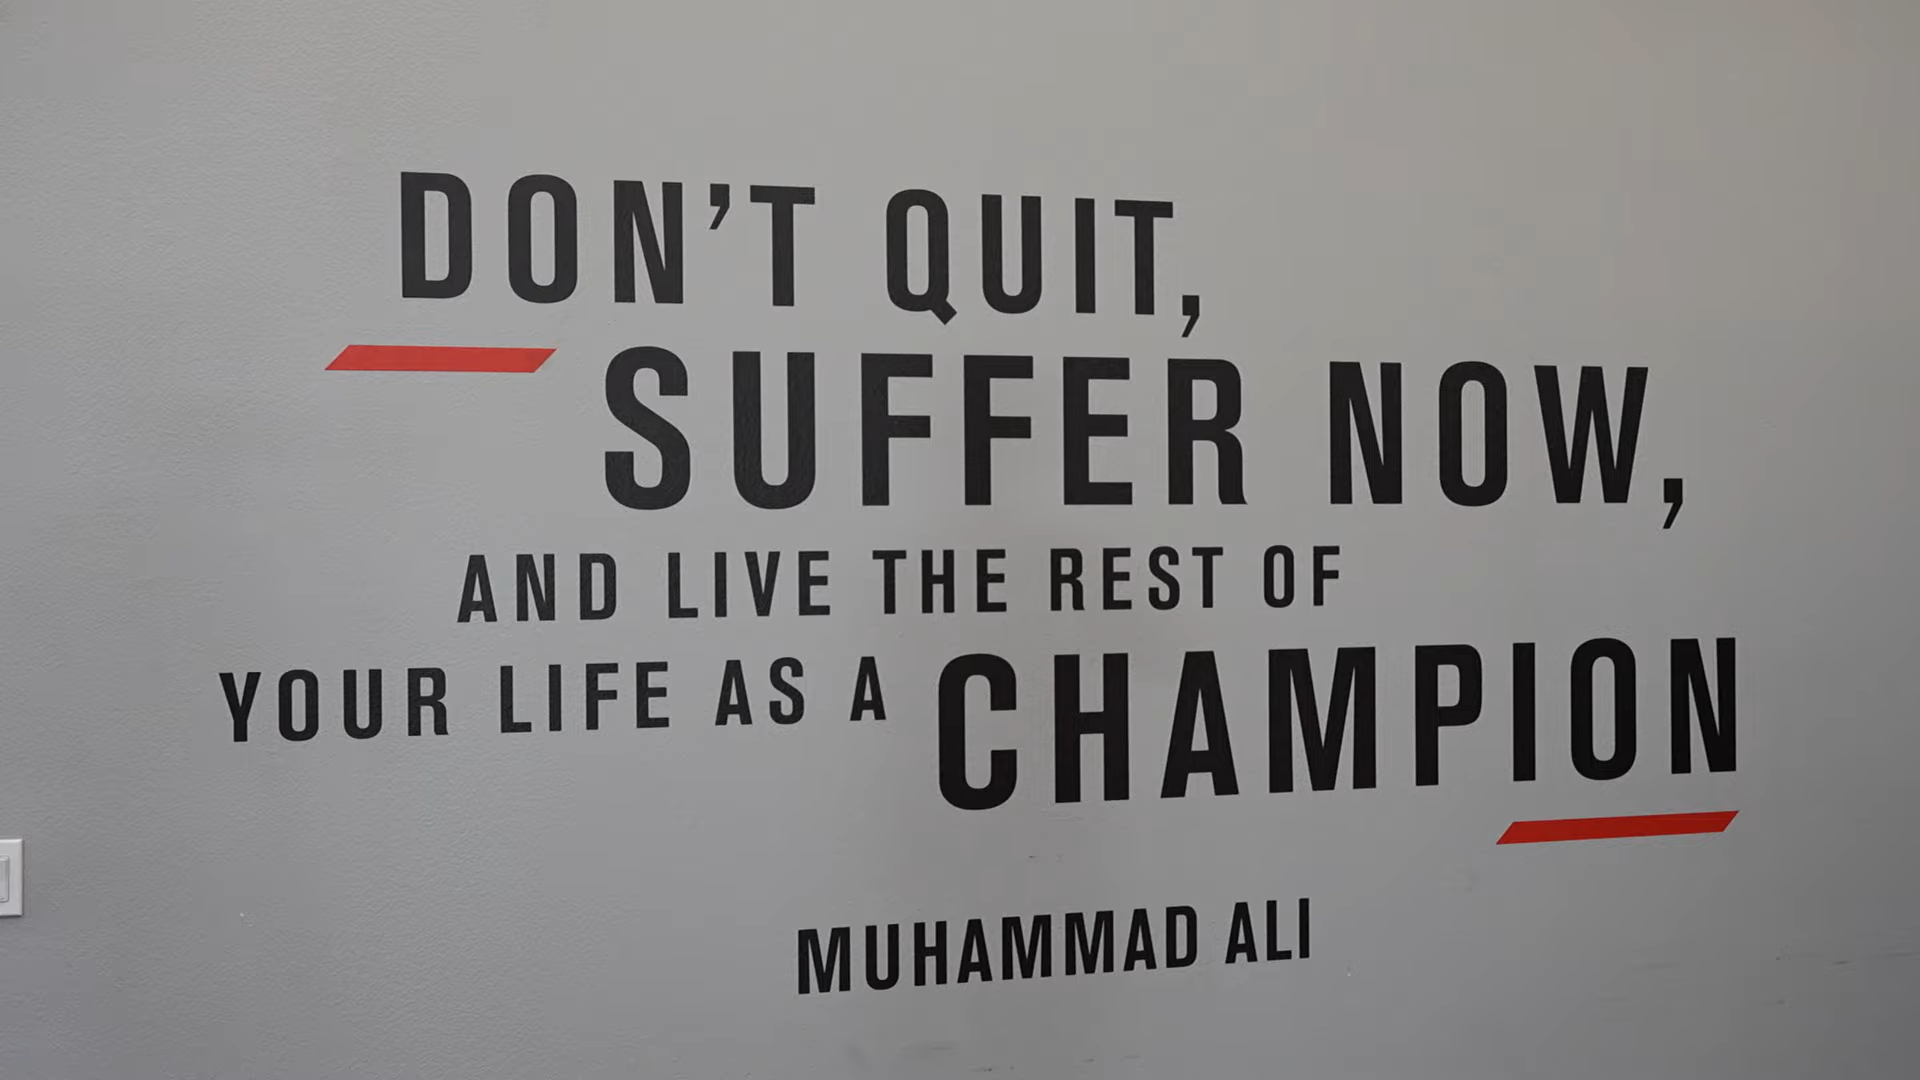 DON'T QUIT,
SUFFER NOW,
AND LIVE THE REST OF
YOUR LIFE AS A CHAMPION
MUHAMMAD ALI